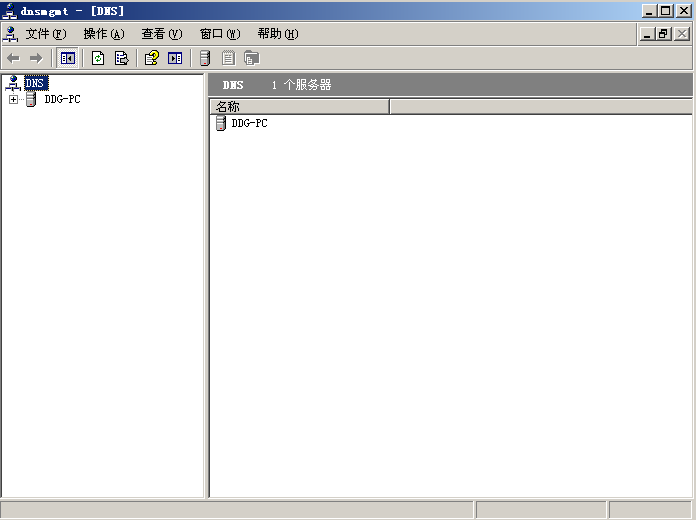 dnsmgmt - [DNS]
文件(F) 操作(A) 查看(V) 窗口(W) 帮助(H)
DNS
DDG-PC
DNS 1 个服务器
名称
DDG-PC